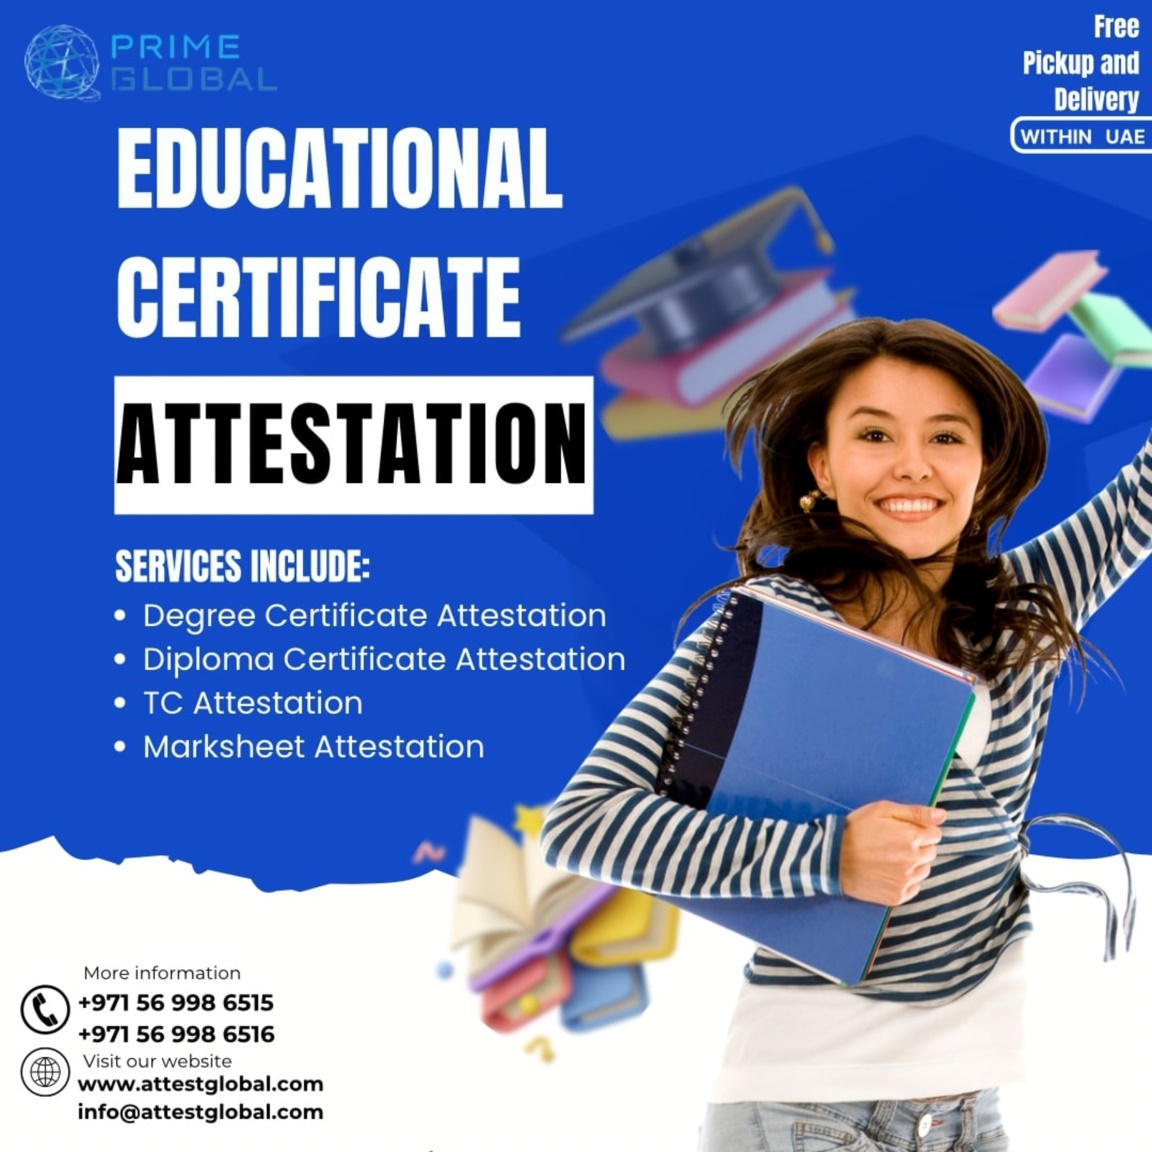 PRIME
GLOBAL
Free
Pickup and
Delivery
WITHIN UAE
EDUCATIONAL
CERTIFICATE
ATTESTATION
SERVICES INCLUDE:
• Degree Certificate Attestation
• Diploma Certificate Attestation
• TC Attestation
• Marksheet Attestation
More information
+971 56 998 6515
+971 56 998 6516
Visit our website
www.attestglobal.com
info@attestglobal.com